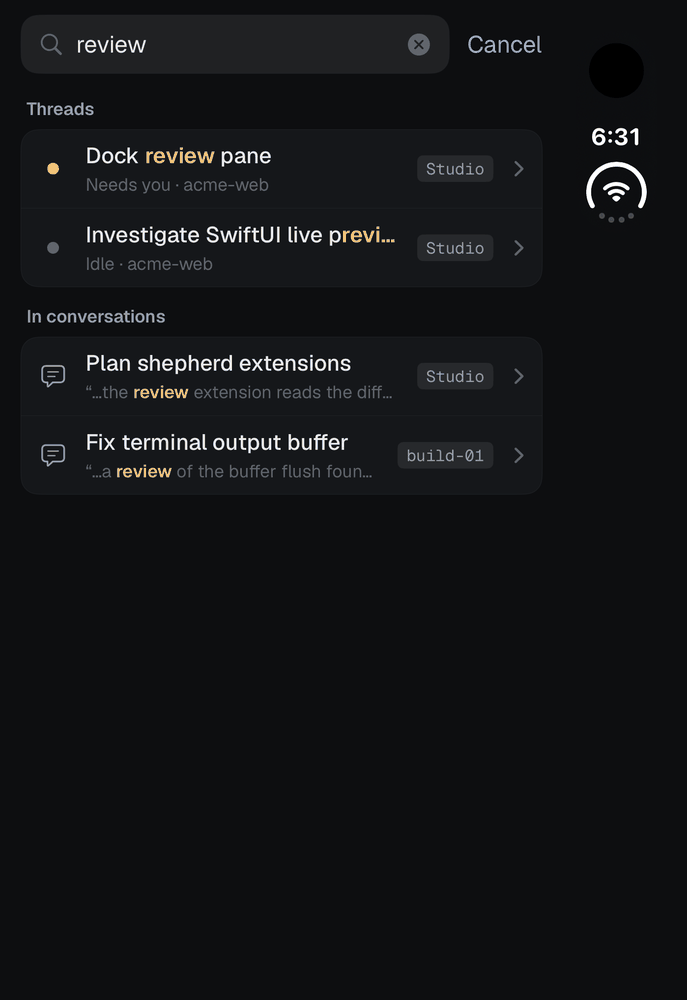 review
Cancel
6:31
Threads
Dock review pane
Needs you · acme-web
Studio
Investigate SwiftUI live previ…
Idle · acme-web
Studio
In conversations
Plan shepherd extensions
“…the review extension reads the diff…
Studio
Fix terminal output buffer
“…a review of the buffer flush foun…
build-01